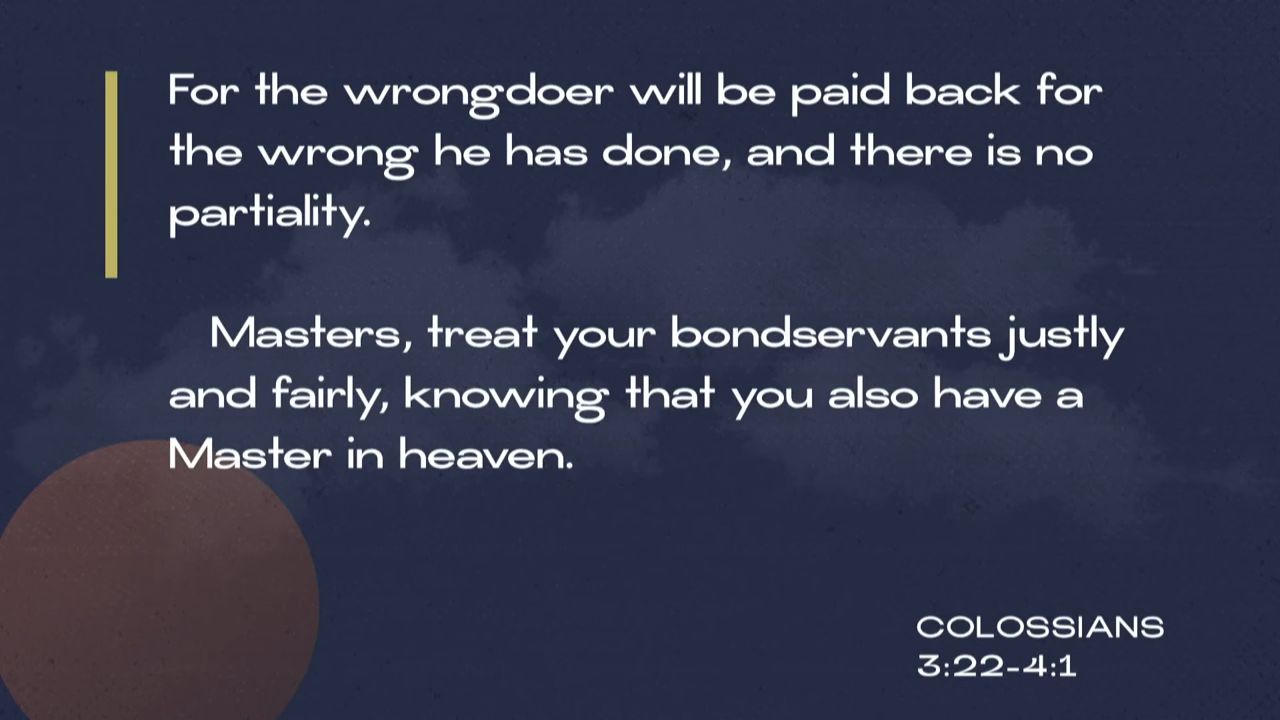 For the wrongdoer will be paid back for
the wrong he has done, and there is no
partiality.
Masters, treat your bondservants justly
and fairly, knowing that you also have a
Master in heaven.
COLOSSIANS
3:22-4:1